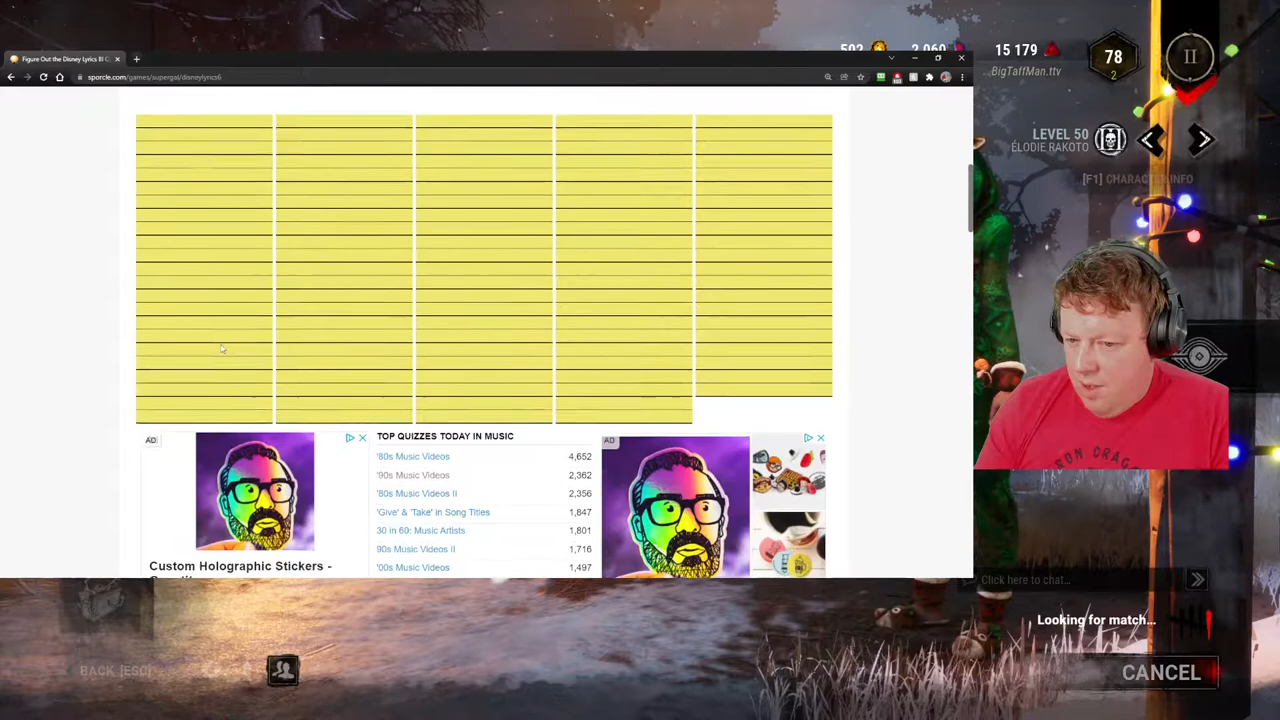 502 2,060 15 179
78
2
II
BigTaffMan.ttv
Figure Out the Disney Lyrics III
sporcle.com/games/supergal/disneylyrics6
LEVEL 50
ÉLODIE RAKOTO
[F1] CHARACTER INFO
AD
TOP QUIZZES TODAY IN MUSIC
'80s Music Videos 4,652
'90s Music Videos 2,362
'80s Music Videos II 2,356
'Give' & 'Take' in Song Titles 1,847
30 in 60: Music Artists 1,801
90s Music Videos II 1,716
'00s Music Videos 1,497
Custom Holographic Stickers -
AD
Click here to chat...
Looking for match...
BACK [ESC]
CANCEL